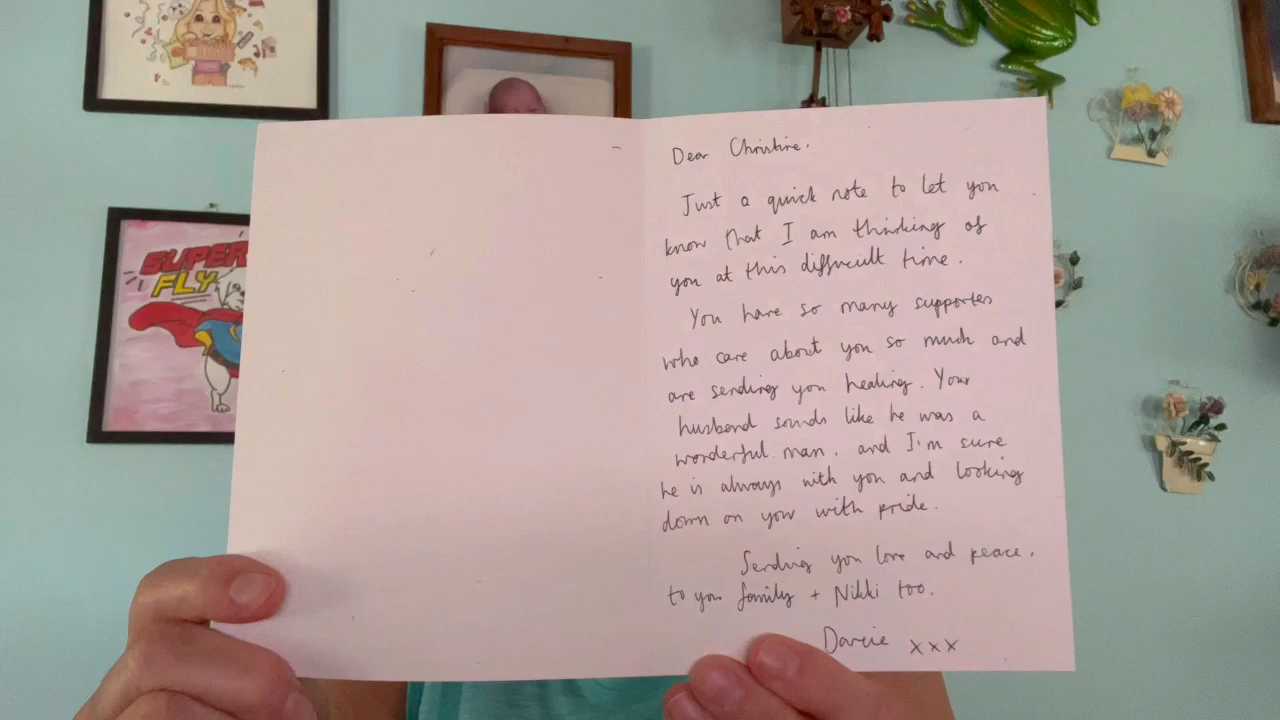 SUPER
FLY
Dear Christine.
Just a quick note to let you
know that I am thinking of
you at this difficult time.
You have so many supporters
who care about you so much and
are sending you healing. Your
husband sounds like he was a
wonderful man. and I'm sure
he is always with you and looking
down on you with pride.
Sending you love and peace.
to your family + Nikki too.
Darcie xxx